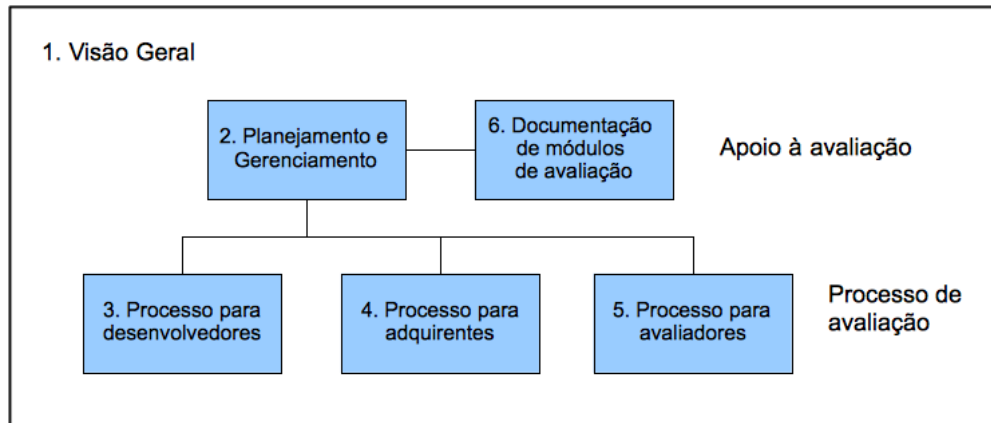 1. Visão Geral
2. Planejamento e
Gerenciamento
6. Documentação
de módulos
de avaliação
Apoio à avaliação
3. Processo para
desenvolvedores
4. Processo para
adquirentes
5. Processo para
avaliadores
Processo de
avaliação